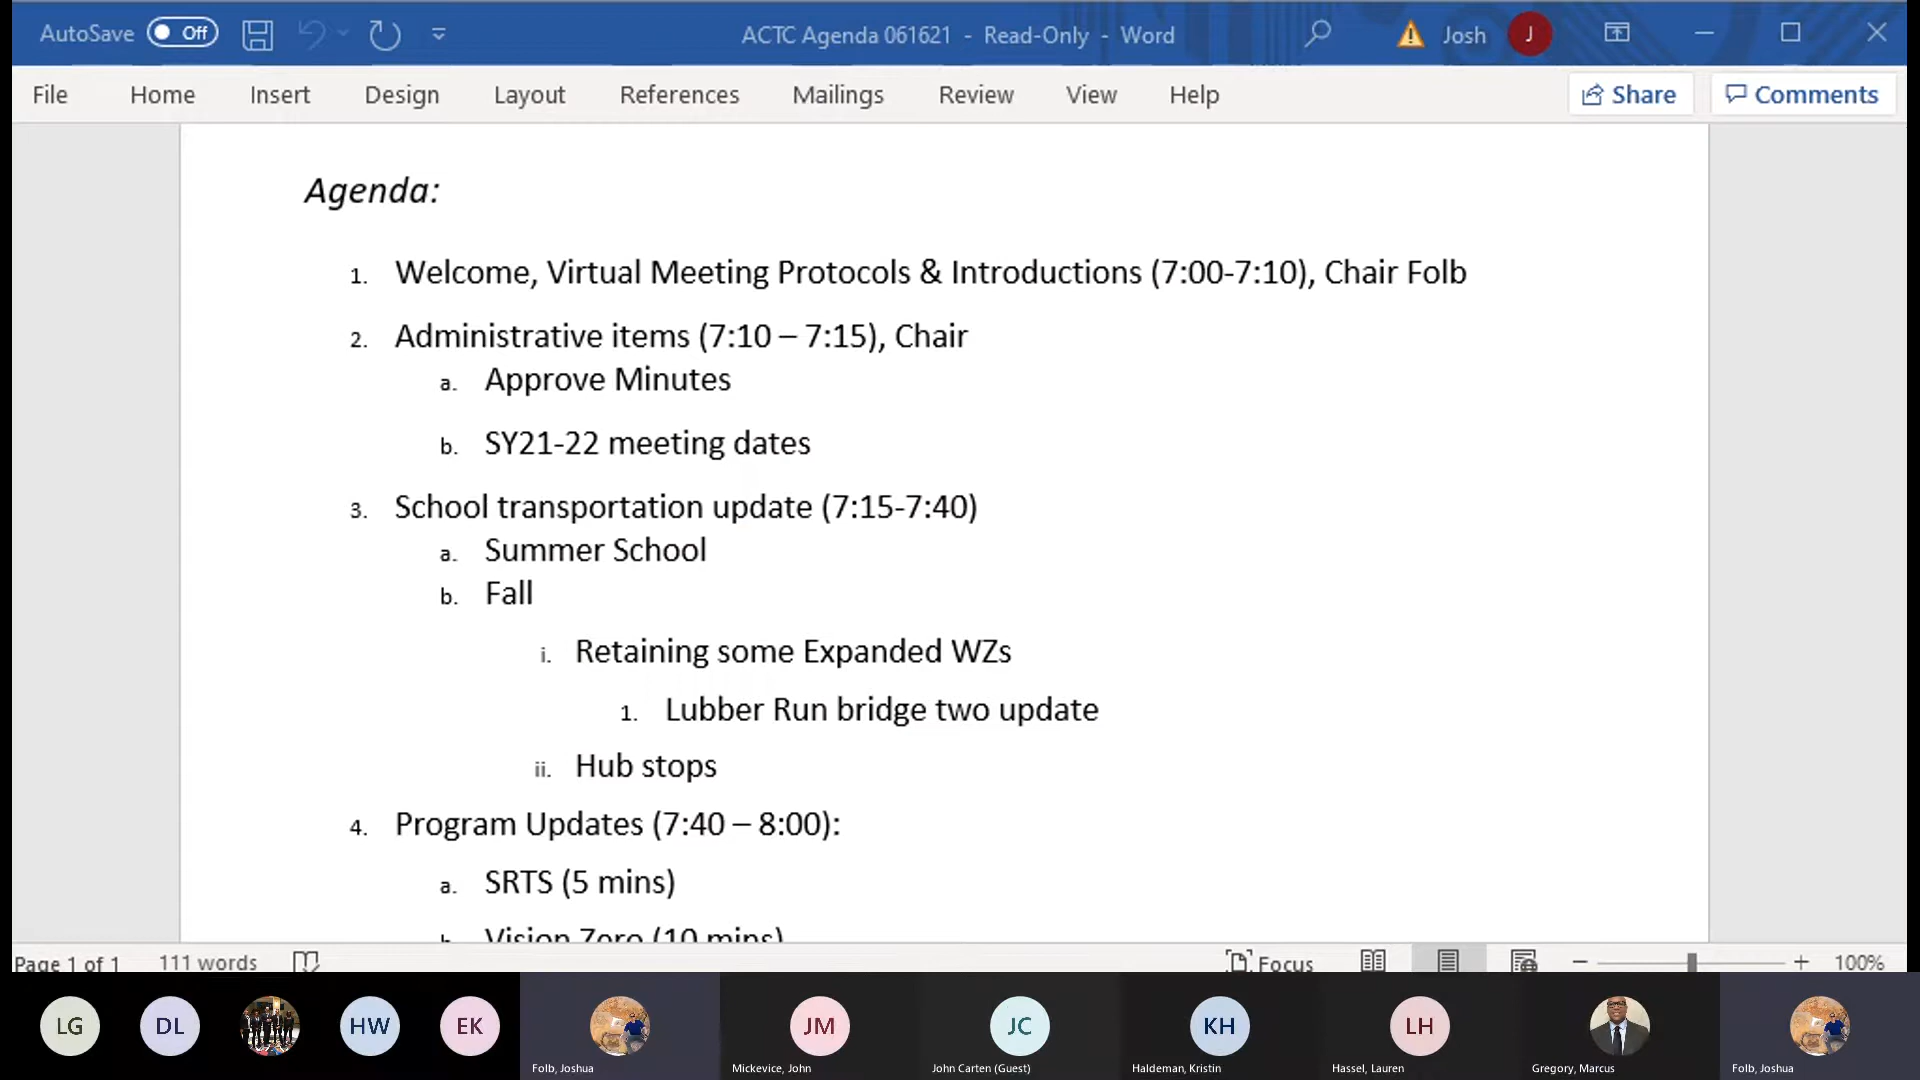 AutoSave Off ACTC Agenda 061621 - Read-Only - Word Josh J
File Home Insert Design Layout References Mailings Review View Help Share Comments
Agenda:
1. Welcome, Virtual Meeting Protocols & Introductions (7:00-7:10), Chair Folb
2. Administrative items (7:10 – 7:15), Chair
a. Approve Minutes
b. SY21-22 meeting dates
3. School transportation update (7:15-7:40)
a. Summer School
b. Fall
i. Retaining some Expanded WZs
1. Lubber Run bridge two update
ii. Hub stops
4. Program Updates (7:40 – 8:00):
a. SRTS (5 mins)
b. Vision Zero (10 mins)
Page 1 of 1 111 words Focus 100%
LG DL HW EK JM JC KH LH
Folb, Joshua Mickevice, John John Carten (Guest) Haldeman, Kristin Hassel, Lauren Gregory, Marcus Folb, Joshua